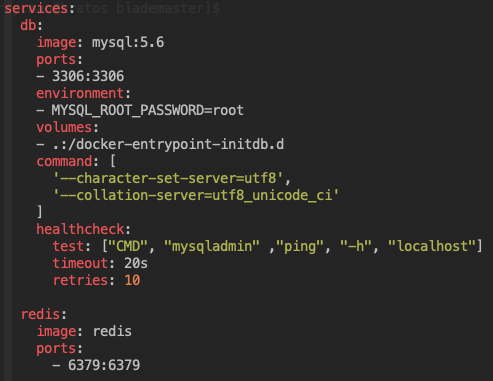 services:
  db:
    image: mysql:5.6
    ports:
    - 3306:3306
    environment:
    - MYSQL_ROOT_PASSWORD=root
    volumes:
    - .:/docker-entrypoint-initdb.d
    command: [
      '--character-set-server=utf8',
      '--collation-server=utf8_unicode_ci'
    ]
    healthcheck:
      test: ["CMD", "mysqladmin" ,"ping", "-h", "localhost"]
      timeout: 20s
      retries: 10

  redis:
    image: redis
    ports:
      - 6379:6379